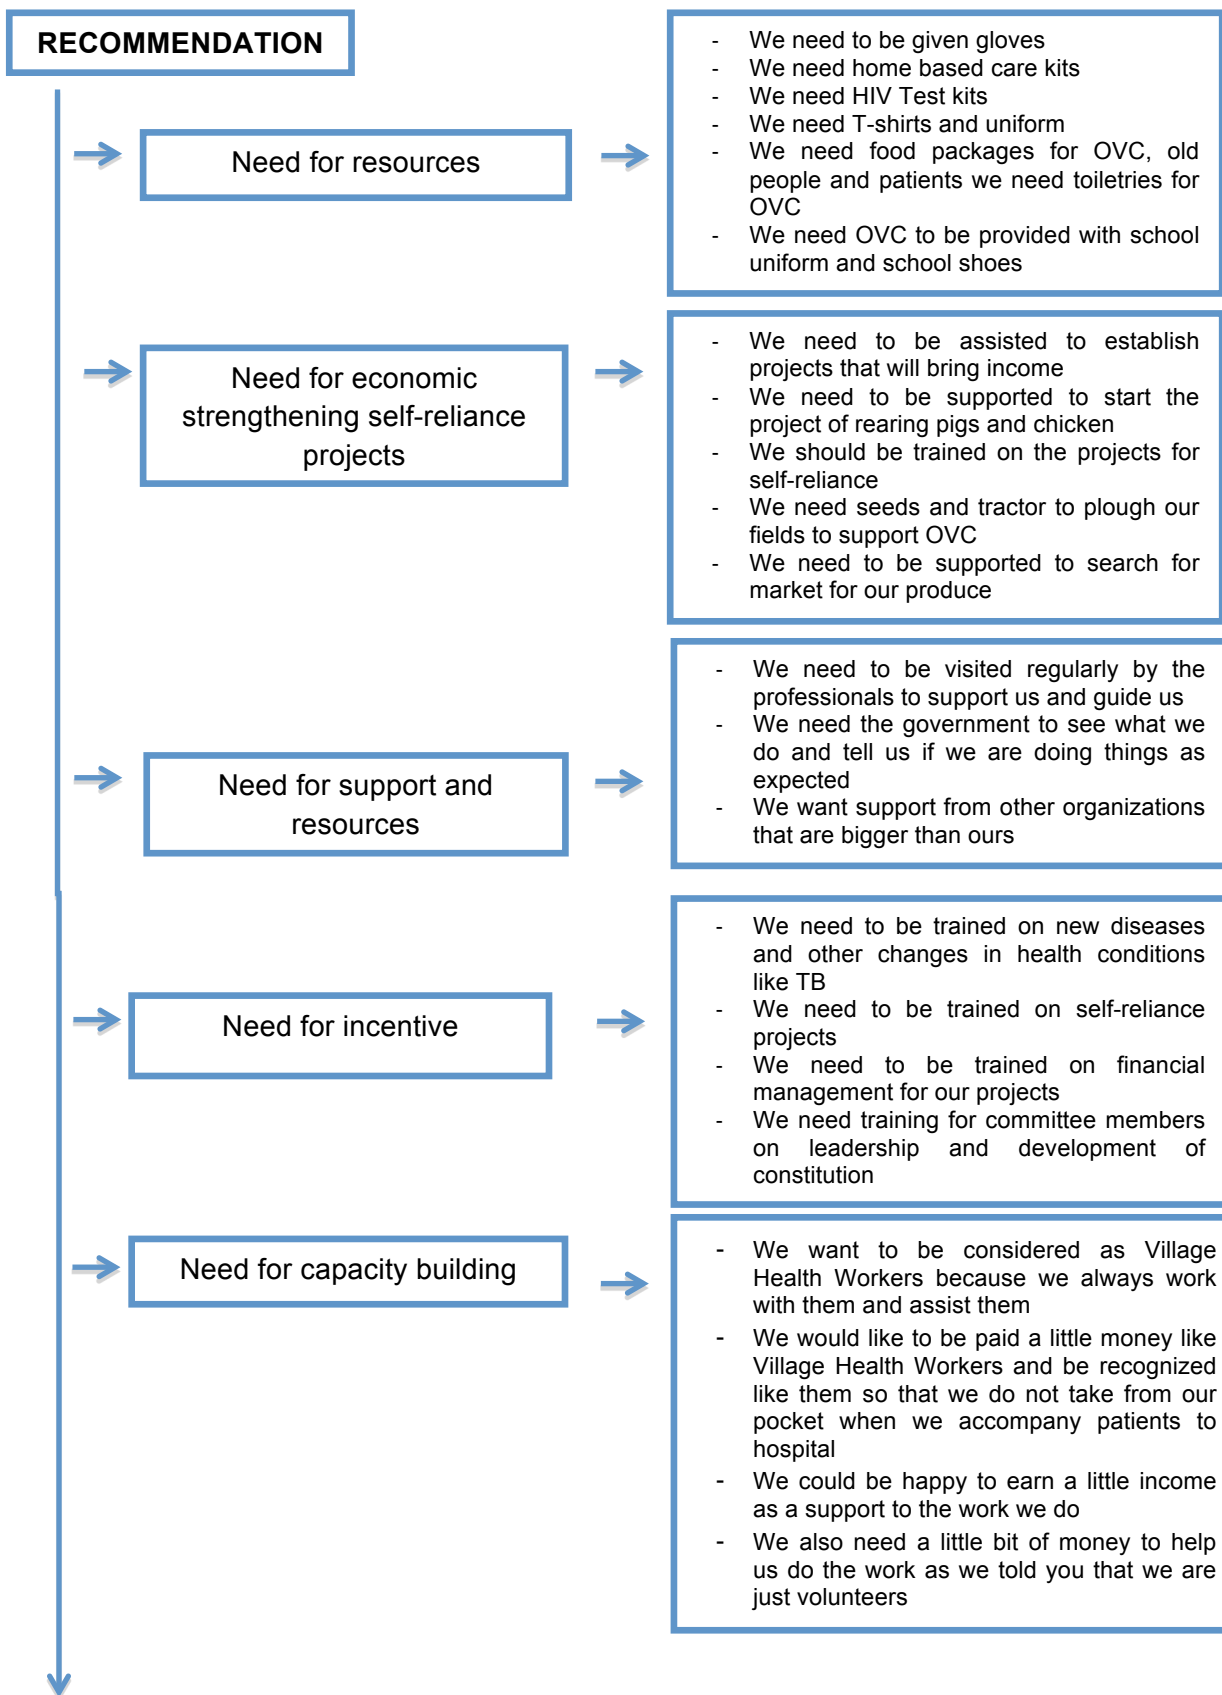 RECOMMENDATION
Need for resources
- We need to be given gloves
- We need home based care kits
- We need HIV Test kits
- We need T-shirts and uniform
- We need food packages for OVC, old
people and patients we need toiletries for
OVC
- We need OVC to be provided with school
uniform and school shoes
Need for economic
strengthening self-reliance
projects
- We need to be assisted to establish
projects that will bring income
- We need to be supported to start the
project of rearing pigs and chicken
- We should be trained on the projects for
self-reliance
- We need seeds and tractor to plough our
fields to support OVC
- We need to be supported to search for
market for our produce
Need for support and
resources
- We need to be visited regularly by the
professionals to support us and guide us
- We need the government to see what we
do and tell us if we are doing things as
expected
- We want support from other organizations
that are bigger than ours
Need for incentive
- We need to be trained on new diseases
and other changes in health conditions
like TB
- We need to be trained on self-reliance
projects
- We need to be trained on financial
management for our projects
- We need training for committee members
on leadership and development of
constitution
Need for capacity building
- We want to be considered as Village
Health Workers because we always work
with them and assist them
- We would like to be paid a little money like
Village Health Workers and be recognized
like them so that we do not take from our
pocket when we accompany patients to
hospital
- We could be happy to earn a little income
as a support to the work we do
- We also need a little bit of money to help
us do the work as we told you that we are
just volunteers